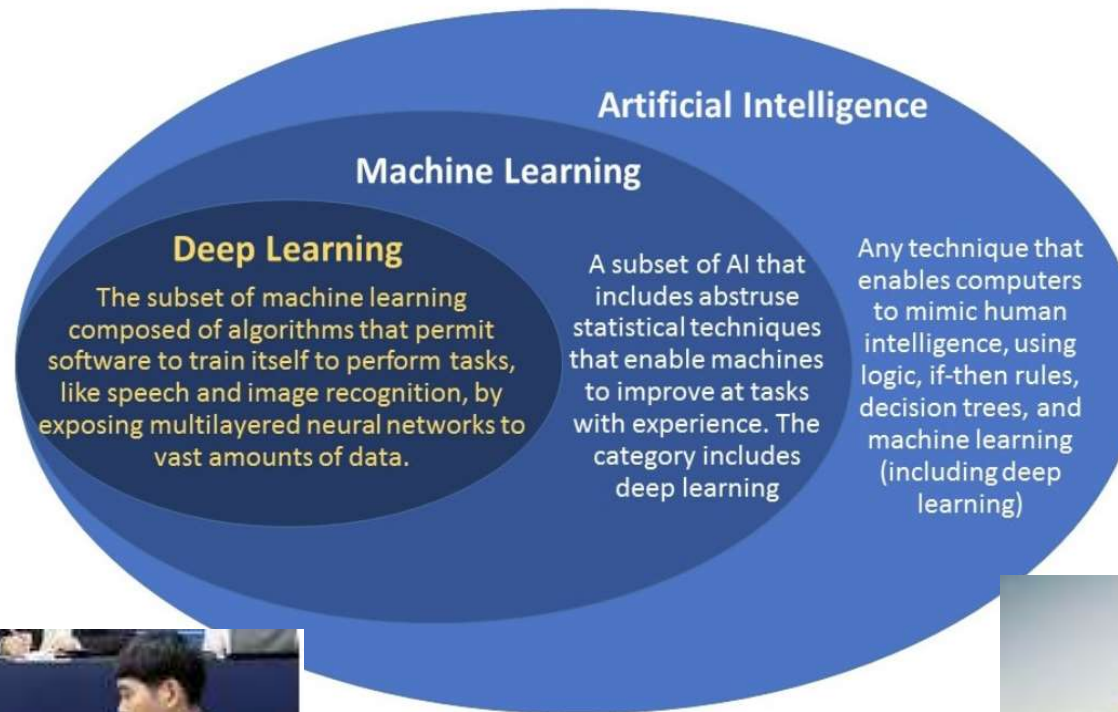 Artificial Intelligence
Machine Learning
Deep Learning
The subset of machine learning
composed of algorithms that permit
software to train itself to perform tasks,
like speech and image recognition, by
exposing multilayered neural networks to
vast amounts of data.
A subset of AI that
includes abstruse
statistical techniques
that enable machines
to improve at tasks
with experience. The
category includes
deep learning
Any technique that
enables computers
to mimic human
intelligence, using
logic, if-then rules,
decision trees, and
machine learning
(including deep
learning)